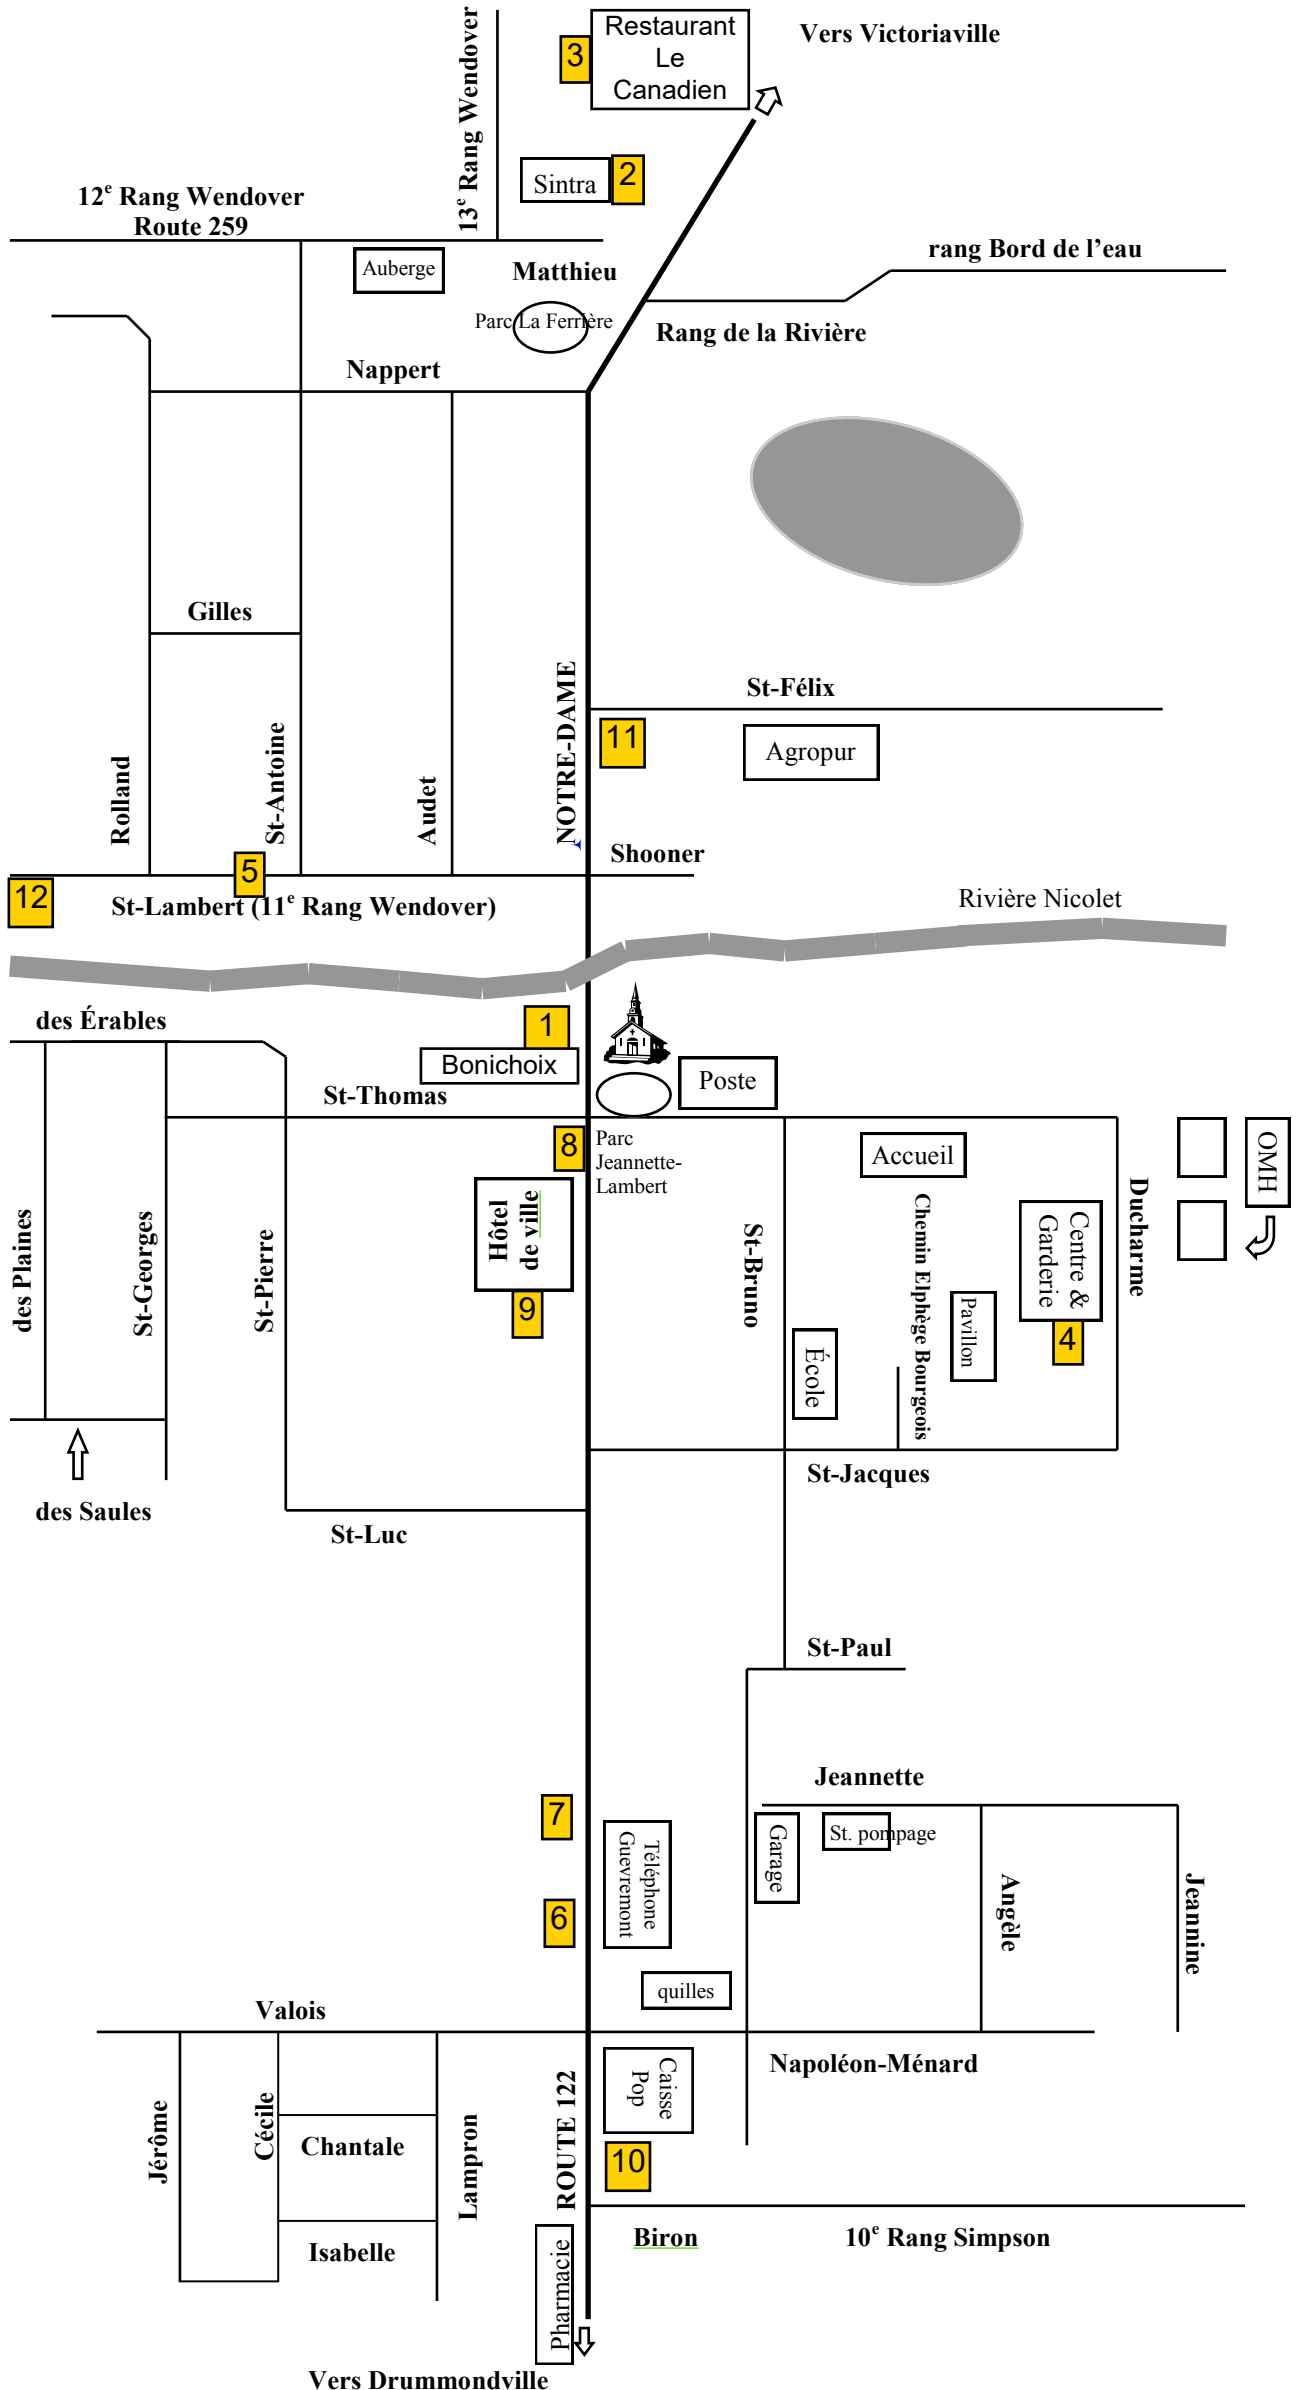 Restaurant
Le
Canadien
3
Vers Victoriaville
13e Rang Wendover
Sintra
2
12e Rang Wendover
Route 259
rang Bord de l’eau
Auberge
Matthieu
Parc La Ferrière
Rang de la Rivière
Nappert
Gilles
St-Félix
NOTRE-DAME
11
Agropur
Rolland
St-Antoine
Audet
Shooner
5
12
St-Lambert (11e Rang Wendover)
Rivière Nicolet
des Érables
1
Bonichoix
Poste
St-Thomas
8
Parc
Jeannette-
Lambert
Accueil
OMH
Hôtel
de ville
9
des Plaines
St-Georges
St-Pierre
St-Bruno
Chemin Elphège Bourgeois
Centre &
Garderie
Ducharme
Pavillon
4
École
St-Jacques
des Saules
St-Luc
St-Paul
Jeannette
7
Téléphone
Guevremont
Garage
St. pompage
6
Angèle
Jeannine
quilles
Valois
Napoléon-Ménard
Caisse
Pop
ROUTE 122
Jérôme
Cécile
Chantale
Lampron
10
Isabelle
Biron
10e Rang Simpson
Pharmacie
Vers Drummondville